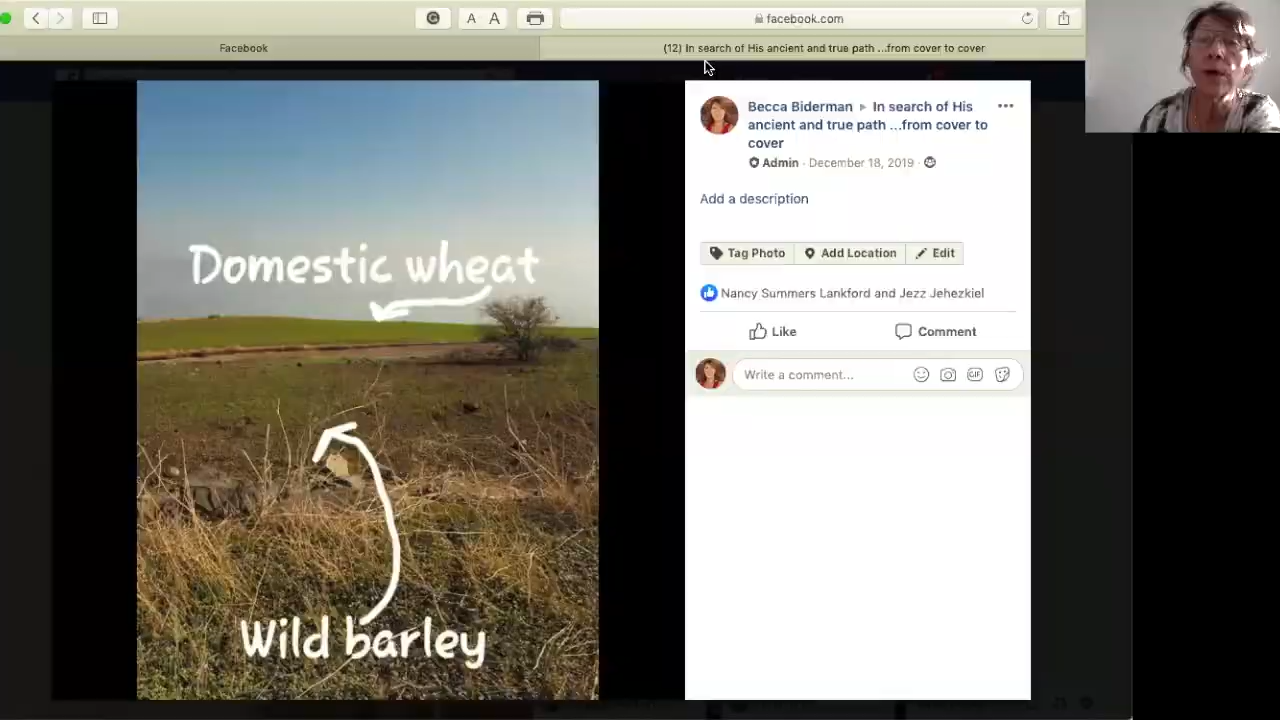 A A
facebook.com
Facebook
(12) In search of His ancient and true path ...from cover to cover
Domestic wheat
Wild barley
Becca Biderman ▸ In search of His
ancient and true path ...from cover to
cover
Admin · December 18, 2019 ·
Add a description
Tag Photo
Add Location
Edit
Nancy Summers Lankford and Jezz Jehezkiel
Like
Comment
Write a comment...
GIF